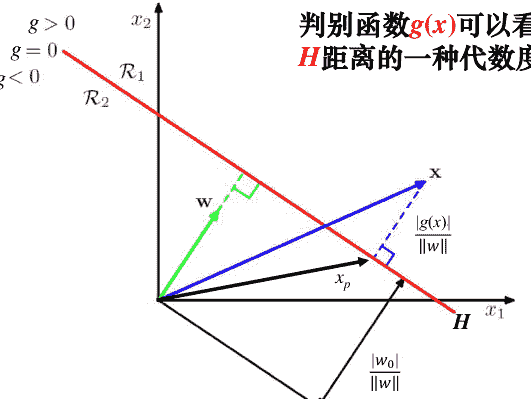 判别函数g(x)可以看
H距离的一种代数度
g > 0
g = 0
g < 0
x₂
R₁
R₂
w
x
|g(x)|
‖w‖
xₚ
x₁
H
|w₀|
‖w‖